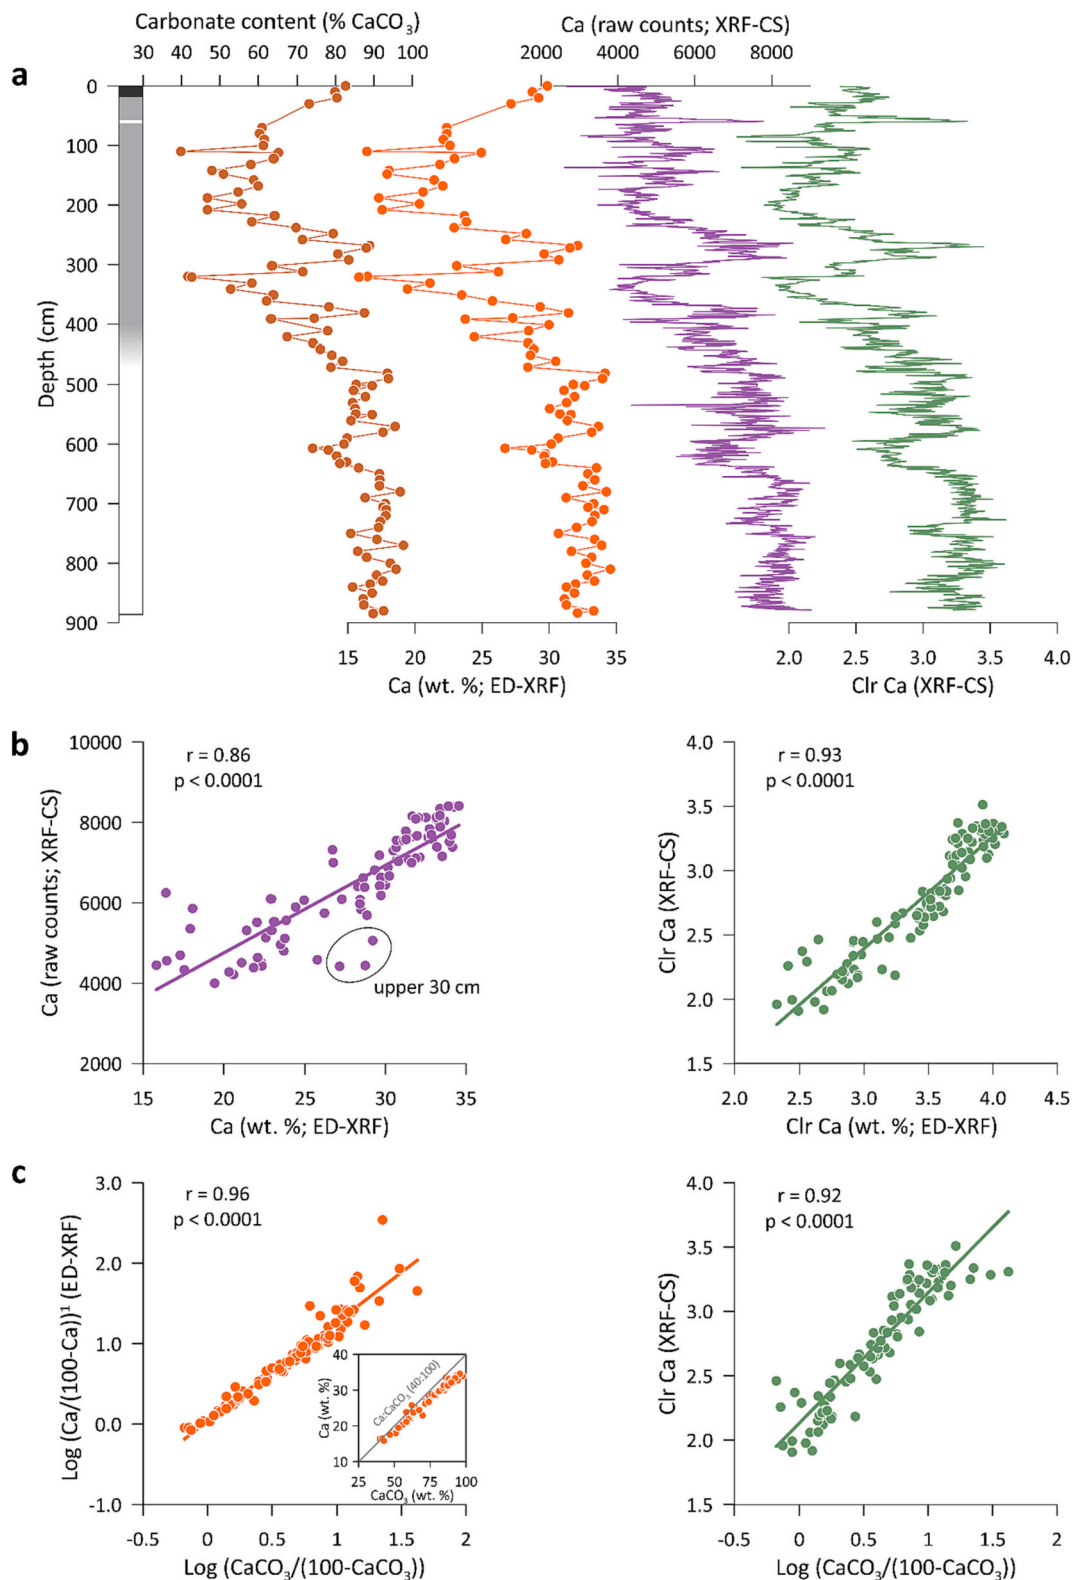 Carbonate content (% CaCO3)
Ca (raw counts; XRF-CS)
30 40 50 60 70 80 90 100
2000 4000 6000 8000
a
0
100
200
300
400
500
600
700
800
900
Depth (cm)
15 20 25 30 35
2.0 2.5 3.0 3.5 4.0
Ca (wt. %; ED-XRF)
Clr Ca (XRF-CS)
b
10000
8000
6000
4000
2000
Ca (raw counts; XRF-CS)
r = 0.86
p < 0.0001
upper 30 cm
15 20 25 30 35
Ca (wt. %; ED-XRF)
4.0
3.5
3.0
2.5
2.0
1.5
Clr Ca (XRF-CS)
r = 0.93
p < 0.0001
2.0 2.5 3.0 3.5 4.0 4.5
Clr Ca (wt. %; ED-XRF)
c
3.0
2.0
1.0
0.0
-1.0
Log (Ca/(100-Ca))¹ (ED-XRF)
r = 0.96
p < 0.0001
40
30
20
10
Ca (wt. %)
Ca:CaCO3 (40:100)
25 50 75 100
CaCO3 (wt. %)
-0.5 0 0.5 1 1.5 2
Log (CaCO3/(100-CaCO3))
4.0
3.5
3.0
2.5
2.0
1.5
Clr Ca (XRF-CS)
r = 0.92
p < 0.0001
-0.5 0 0.5 1 1.5 2
Log (CaCO3/(100-CaCO3))